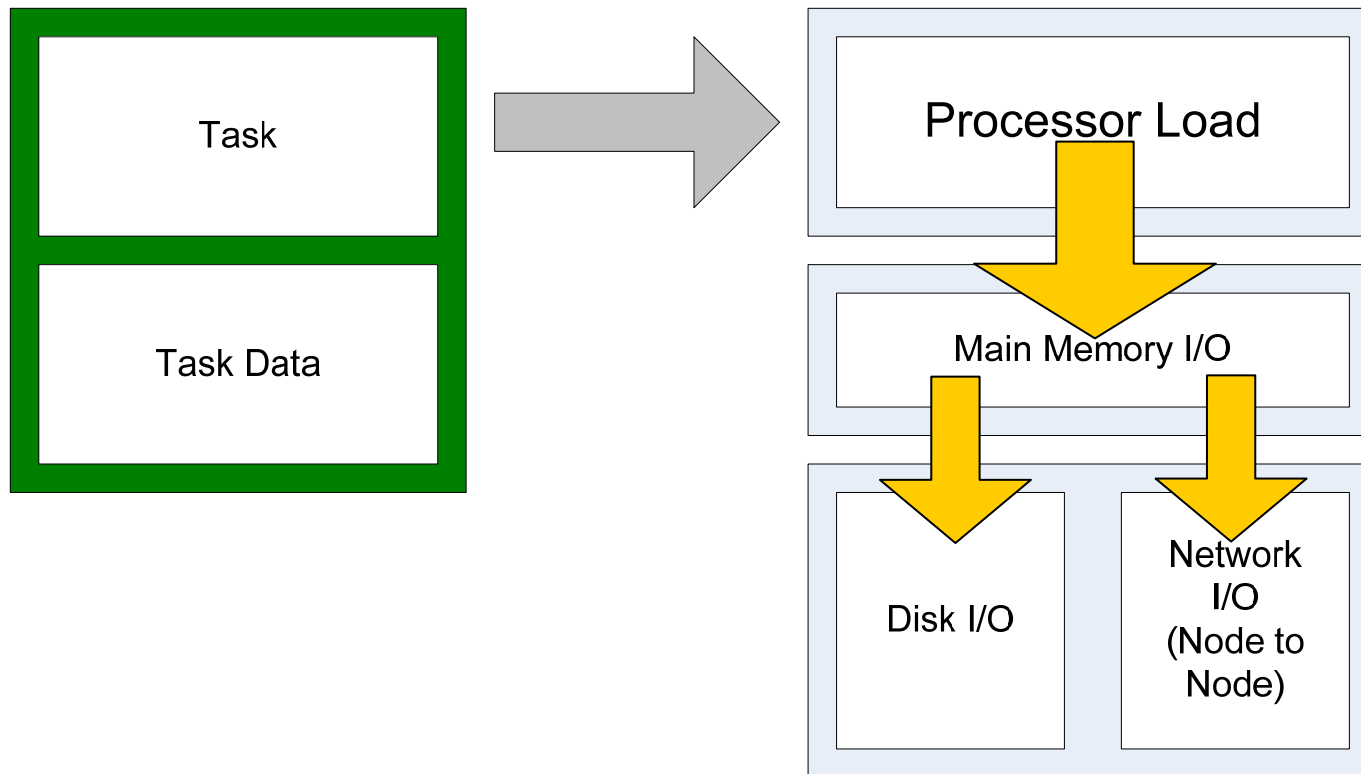 Task
Task Data
Processor Load
Main Memory I/O
Disk I/O
Network
I/O
(Node to
Node)